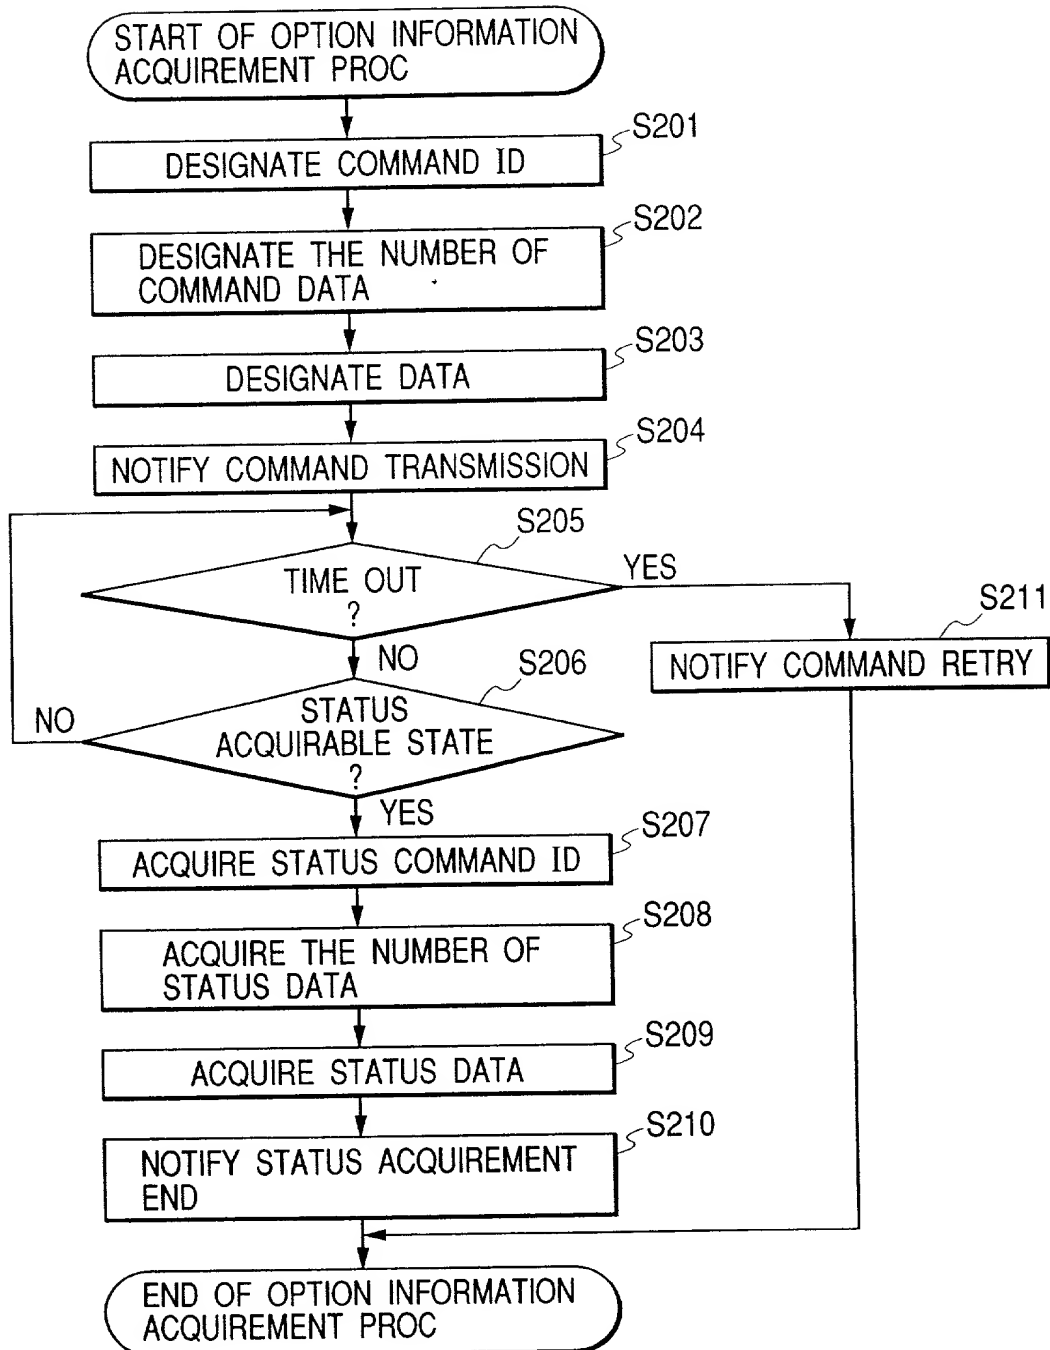 START OF OPTION INFORMATION
ACQUIREMENT PROC
S201
DESIGNATE COMMAND ID
S202
DESIGNATE THE NUMBER OF
COMMAND DATA
S203
DESIGNATE DATA
S204
NOTIFY COMMAND TRANSMISSION
S205
TIME OUT
?
YES
S211
NOTIFY COMMAND RETRY
NO
S206
STATUS
ACQUIRABLE STATE
?
NO
YES
S207
ACQUIRE STATUS COMMAND ID
S208
ACQUIRE THE NUMBER OF
STATUS DATA
S209
ACQUIRE STATUS DATA
S210
NOTIFY STATUS ACQUIREMENT
END
END OF OPTION INFORMATION
ACQUIREMENT PROC